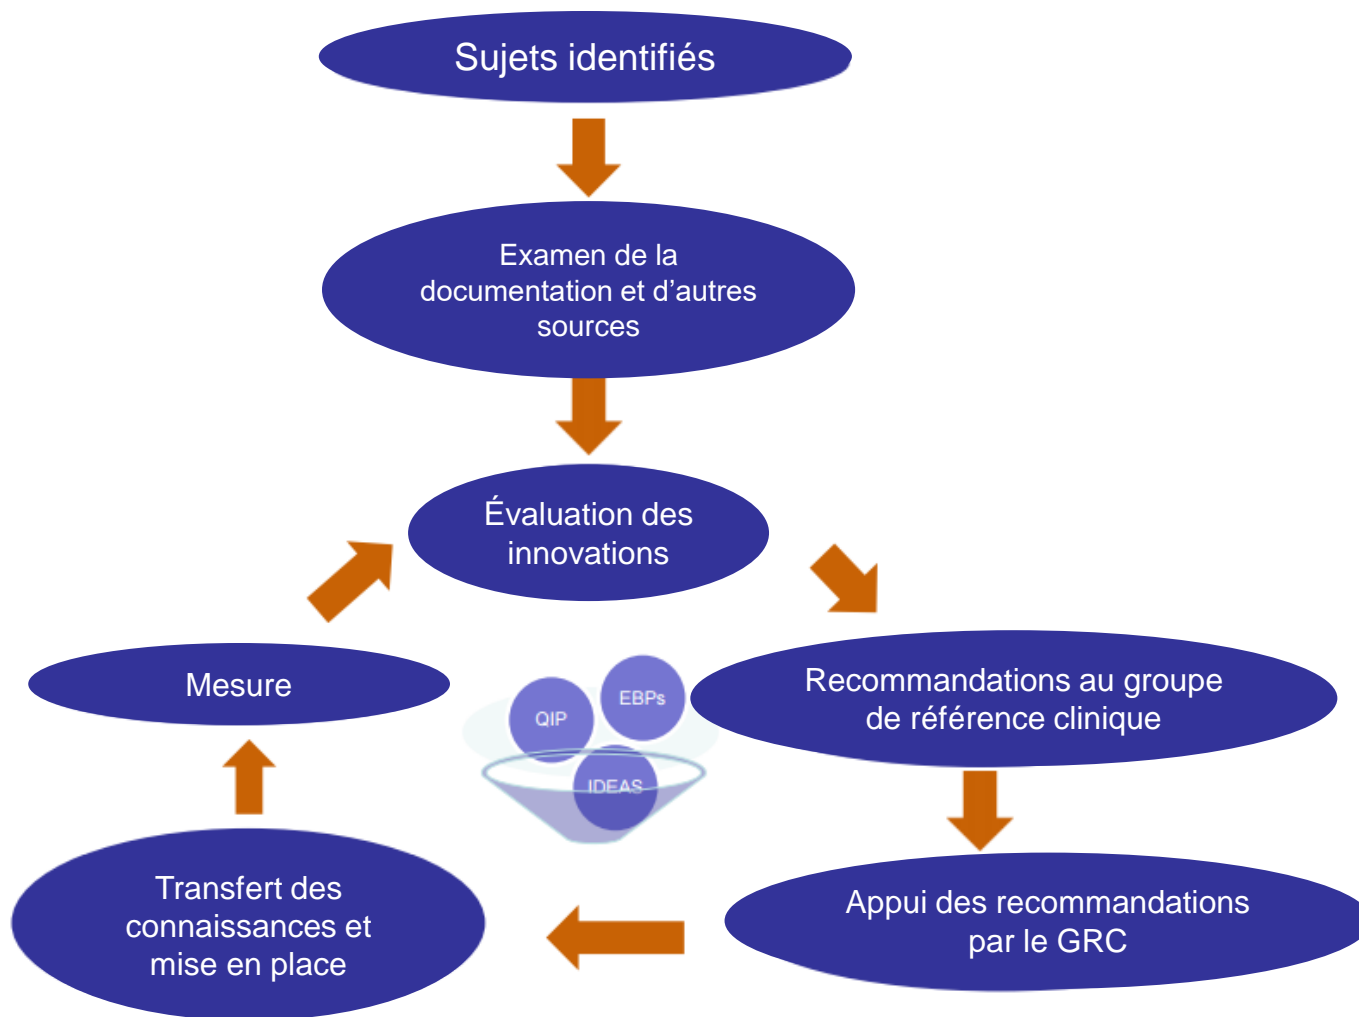 Sujets identifiés
Examen de la
documentation et d’autres
sources
Évaluation des
innovations
Mesure
QIP
EBPs
IDEAS
Recommandations au groupe
de référence clinique
Transfert des
connaissances et
mise en place
Appui des recommandations
par le GRC